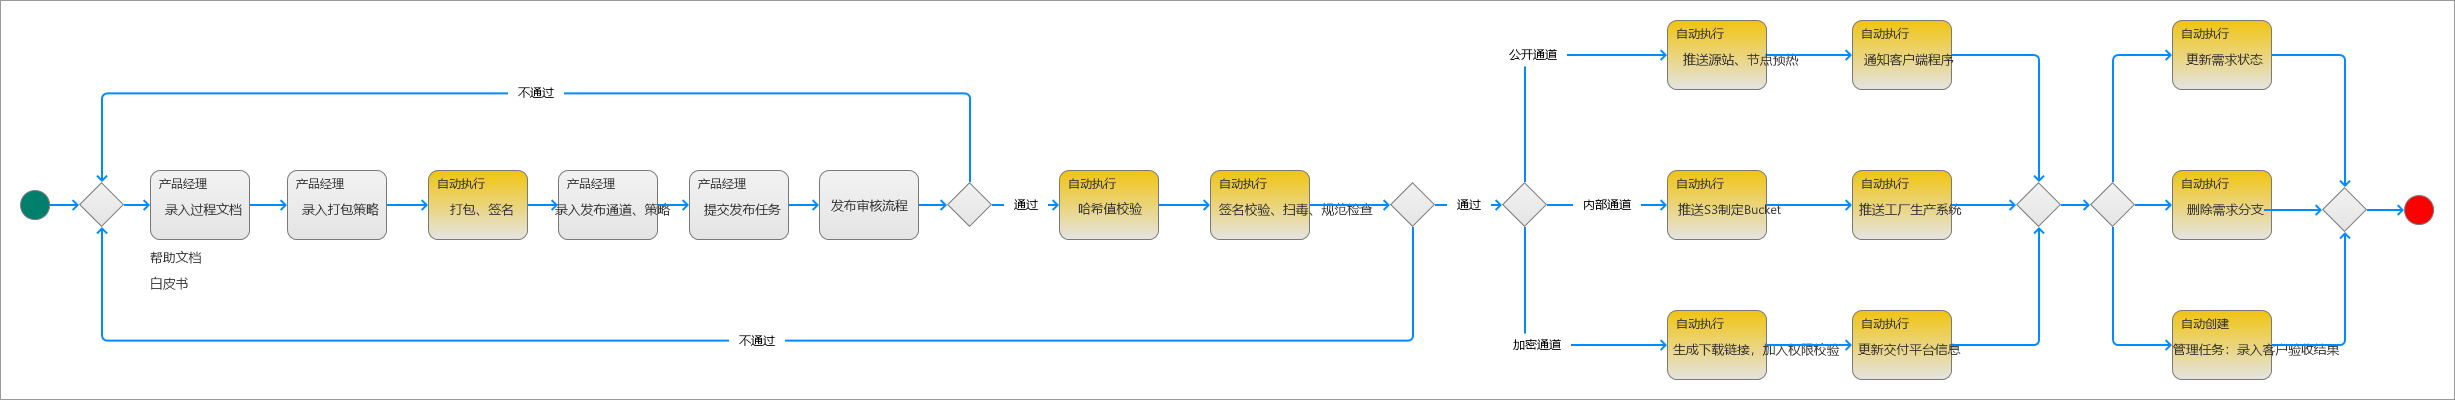 不通过
产品经理
录入过程文档
帮助文档
白皮书
产品经理
录入打包策略
自动执行
打包、签名
产品经理
录入发布通道、策略
产品经理
提交发布任务
发布审核流程
通过
自动执行
哈希值校验
自动执行
签名校验、扫毒、规范检查
不通过
通过
公开通道
自动执行
推送源站、节点预热
自动执行
通知客户端程序
内部通道
自动执行
推送S3制定Bucket
自动执行
推送工厂生产系统
加密通道
自动执行
生成下载链接，加入权限校验
自动执行
更新交付平台信息
自动执行
更新需求状态
自动执行
删除需求分支
自动创建
管理任务：录入客户验收结果